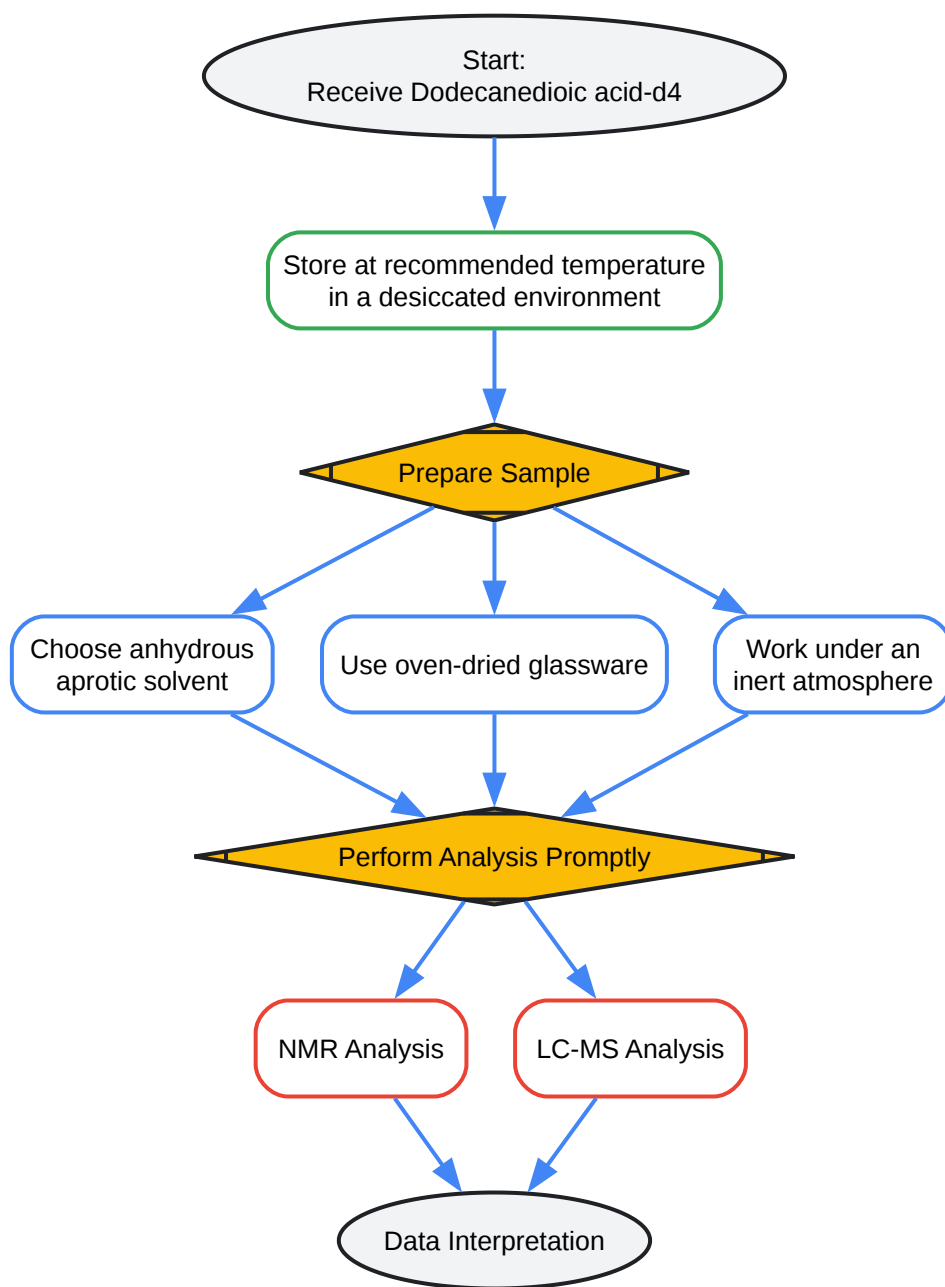 Start:
Receive Dodecanedioic acid-d4
Store at recommended temperature
in a desiccated environment
Prepare Sample
Choose anhydrous
aprotic solvent
Use oven-dried glassware
Work under an
inert atmosphere
Perform Analysis Promptly
NMR Analysis
LC-MS Analysis
Data Interpretation